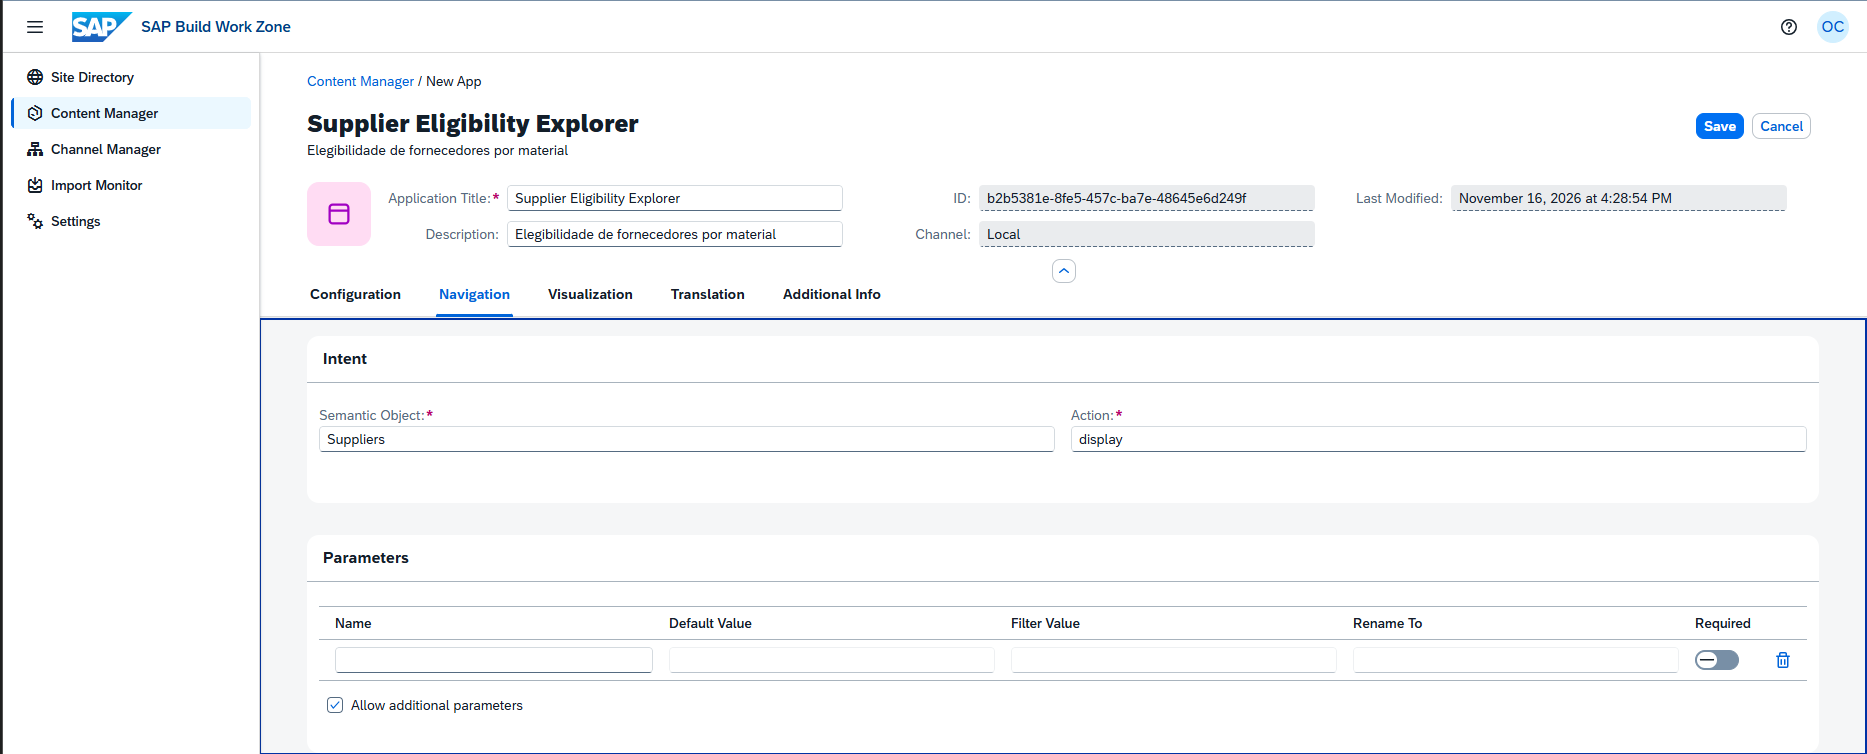 SAP SAP Build Work Zone OC
Site Directory
Content Manager
Channel Manager
Import Monitor
Settings
Content Manager / New App
Supplier Eligibility Explorer
Elegibilidade de fornecedores por material
Save Cancel
Application Title:* Supplier Eligibility Explorer
Description: Elegibilidade de fornecedores por material
ID: b2b5381e-8fe5-457c-ba7e-48645e6d249f
Channel: Local
Last Modified: November 16, 2026 at 4:28:54 PM
Configuration Navigation Visualization Translation Additional Info
Intent
Semantic Object:* Action:*
Suppliers display
Parameters
Name Default Value Filter Value Rename To Required
Allow additional parameters